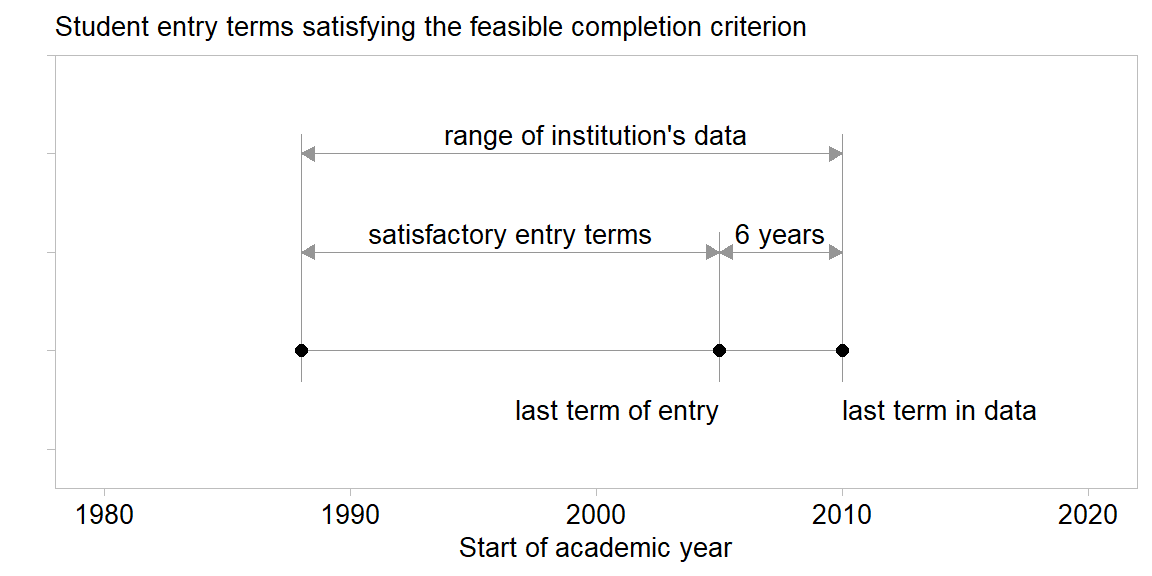 Student entry terms satisfying the feasible completion criterion
range of institution's data
satisfactory entry terms
6 years
last term of entry
last term in data
1980
1990
2000
2010
2020
Start of academic year